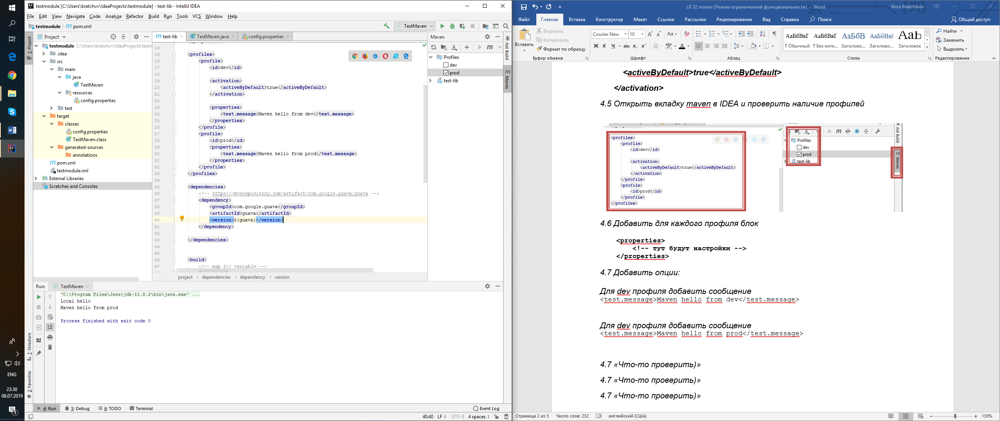 testmodule [C:\Users\bratchvv\IdeaProjects\testmodule] - test-lib - IntelliJ IDEA
File Edit View Navigate Code Analyze Refactor Build Run Tools VCS Window Help
testmodule pom.xml
TestMaven
1: Project
Project
testmodule C:\Users\bratchvv\IdeaProjects\testn
.idea
src
main
java
TestMaven
resources
config.properties
test
target
classes
config.properties
TestMaven.class
generated-sources
annotations
pom.xml
testmodule.iml
External Libraries
Scratches and Consoles
test-lib TestMaven.java config.properties
14
15 <profiles>
16 <profile>
17 <id>dev</id>
18
19 <activation>
20 <activeByDefault>true</activeByDefault>
21 </activation>
22
23 <properties>
24 <test.message>Maven hello from dev</test.message>
25 </properties>
26 </profile>
27 <profile>
28 <id>prod</id>
29 <properties>
30 <test.message>Maven hello from prod</test.message>
31 </properties>
32 </profile>
33 </profiles>
34
35 <dependencies>
36 <!-- https://mvnrepository.com/artifact/com.google.guava/guava -->
37 <dependency>
38 <groupId>com.google.guava</groupId>
39 <artifactId>guava</artifactId>
40 <version>${guava}</version>
41 </dependency>
42
43 </dependencies>
44
45
46 <build>
47 <!-- map ${} variable -->
project dependencies dependency version
Maven
Profiles
dev
prod
test-lib
Ant Build
Maven
Run: TestMaven
"C:\Program Files\Java\jdk-11.0.2\bin\java.exe" ...
Local hello
Maven hello from prod
Process finished with exit code 0
7: Structure
2: Favorites
4: Run 5: Debug 6: TODO Terminal
Event Log
40:40 LF UTF-8 4 spaces
ENG
23:30
08.07.2019
1
LR 32 maven [Режим ограниченной функциональности] - Word
Vova Bratchikov
Файл Главная Вставка Конструктор Макет Ссылки Рассылки Рецензирование Вид Справка Поиск
Общий доступ
Вставить
Вырезать
Копировать
Формат по образцу
Буфер обмена
Courier New 10
Ж К Ч abc x₂ x²
Шрифт
Абзац
АаБбВвГ АаБбВвГ АаБбВ АаБбВвІ АаЬ
¶ Обычный ¶ Без инте... Заголово... Заголово... Заголовок
Стили
Найти
Заменить
Выделить
Редактирование
<activeByDefault>true</activeByDefault>
</activation>
4.5 Открыть вкладку maven в IDEA и проверить наличие профилей
<profiles>
<profile>
<id>dev</id>
<activation>
<activeByDefault>true</activeByDefault>
</activation>
</profile>
<profile>
<id>prod</id>
</profile>
</profiles>
Profiles
dev
prod
test-lib
Ant Build
Maven
4.6 Добавить для каждого профиля блок
<properties>
<!-- тут будут настройки -->
</properties>
4.7 Добавить опции:
Для dev профиля добавить сообщение
<test.message>Maven hello from dev</test.message>
Для dev профиля добавить сообщение
<test.message>Maven hello from prod</test.message>
4.7 «Что-то проверить)»
4.7 «Что-то проверить)»
4.7 «Что-то проверить)»
Страница 2 из 3 Число слов: 232 английский (США)
130%